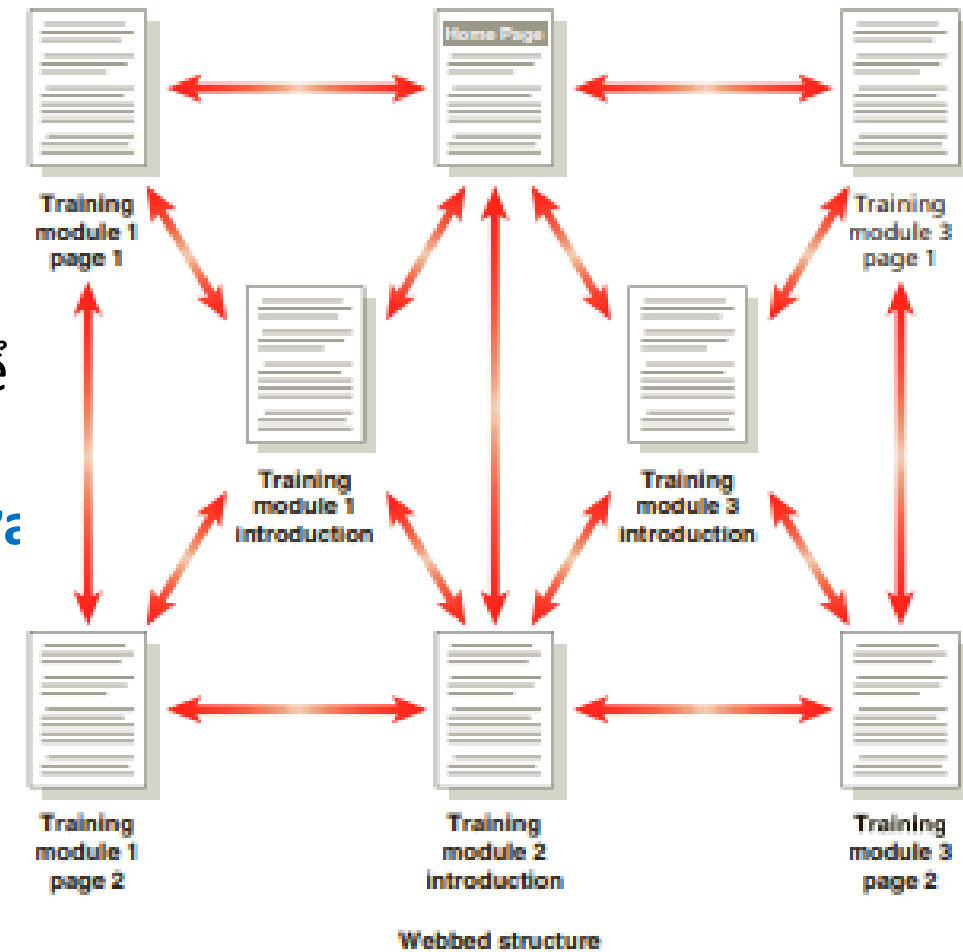 Home Page
Training
module 1
page 1
Training
module 3
page 1
Training
module 1
introduction
Training
module 3
introduction
Training
module 1
page 2
Training
module 2
introduction
Training
module 3
page 2
Webbed structure